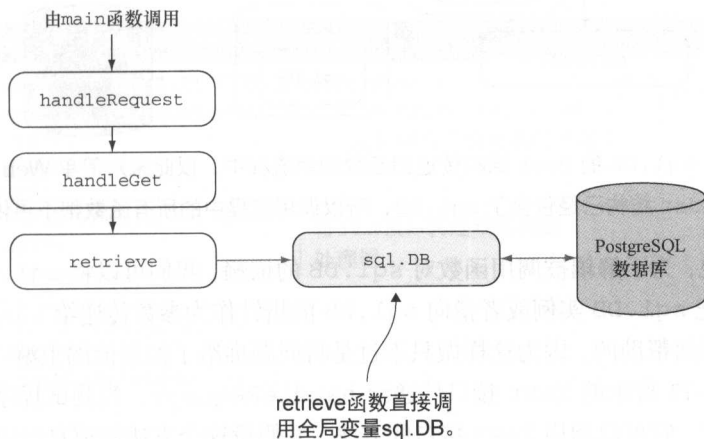 由main函数调用
handleRequest
handleGet
retrieve
sql.DB
PostgreSQL
数据库
retrieve函数直接调
用全局变量sql.DB。